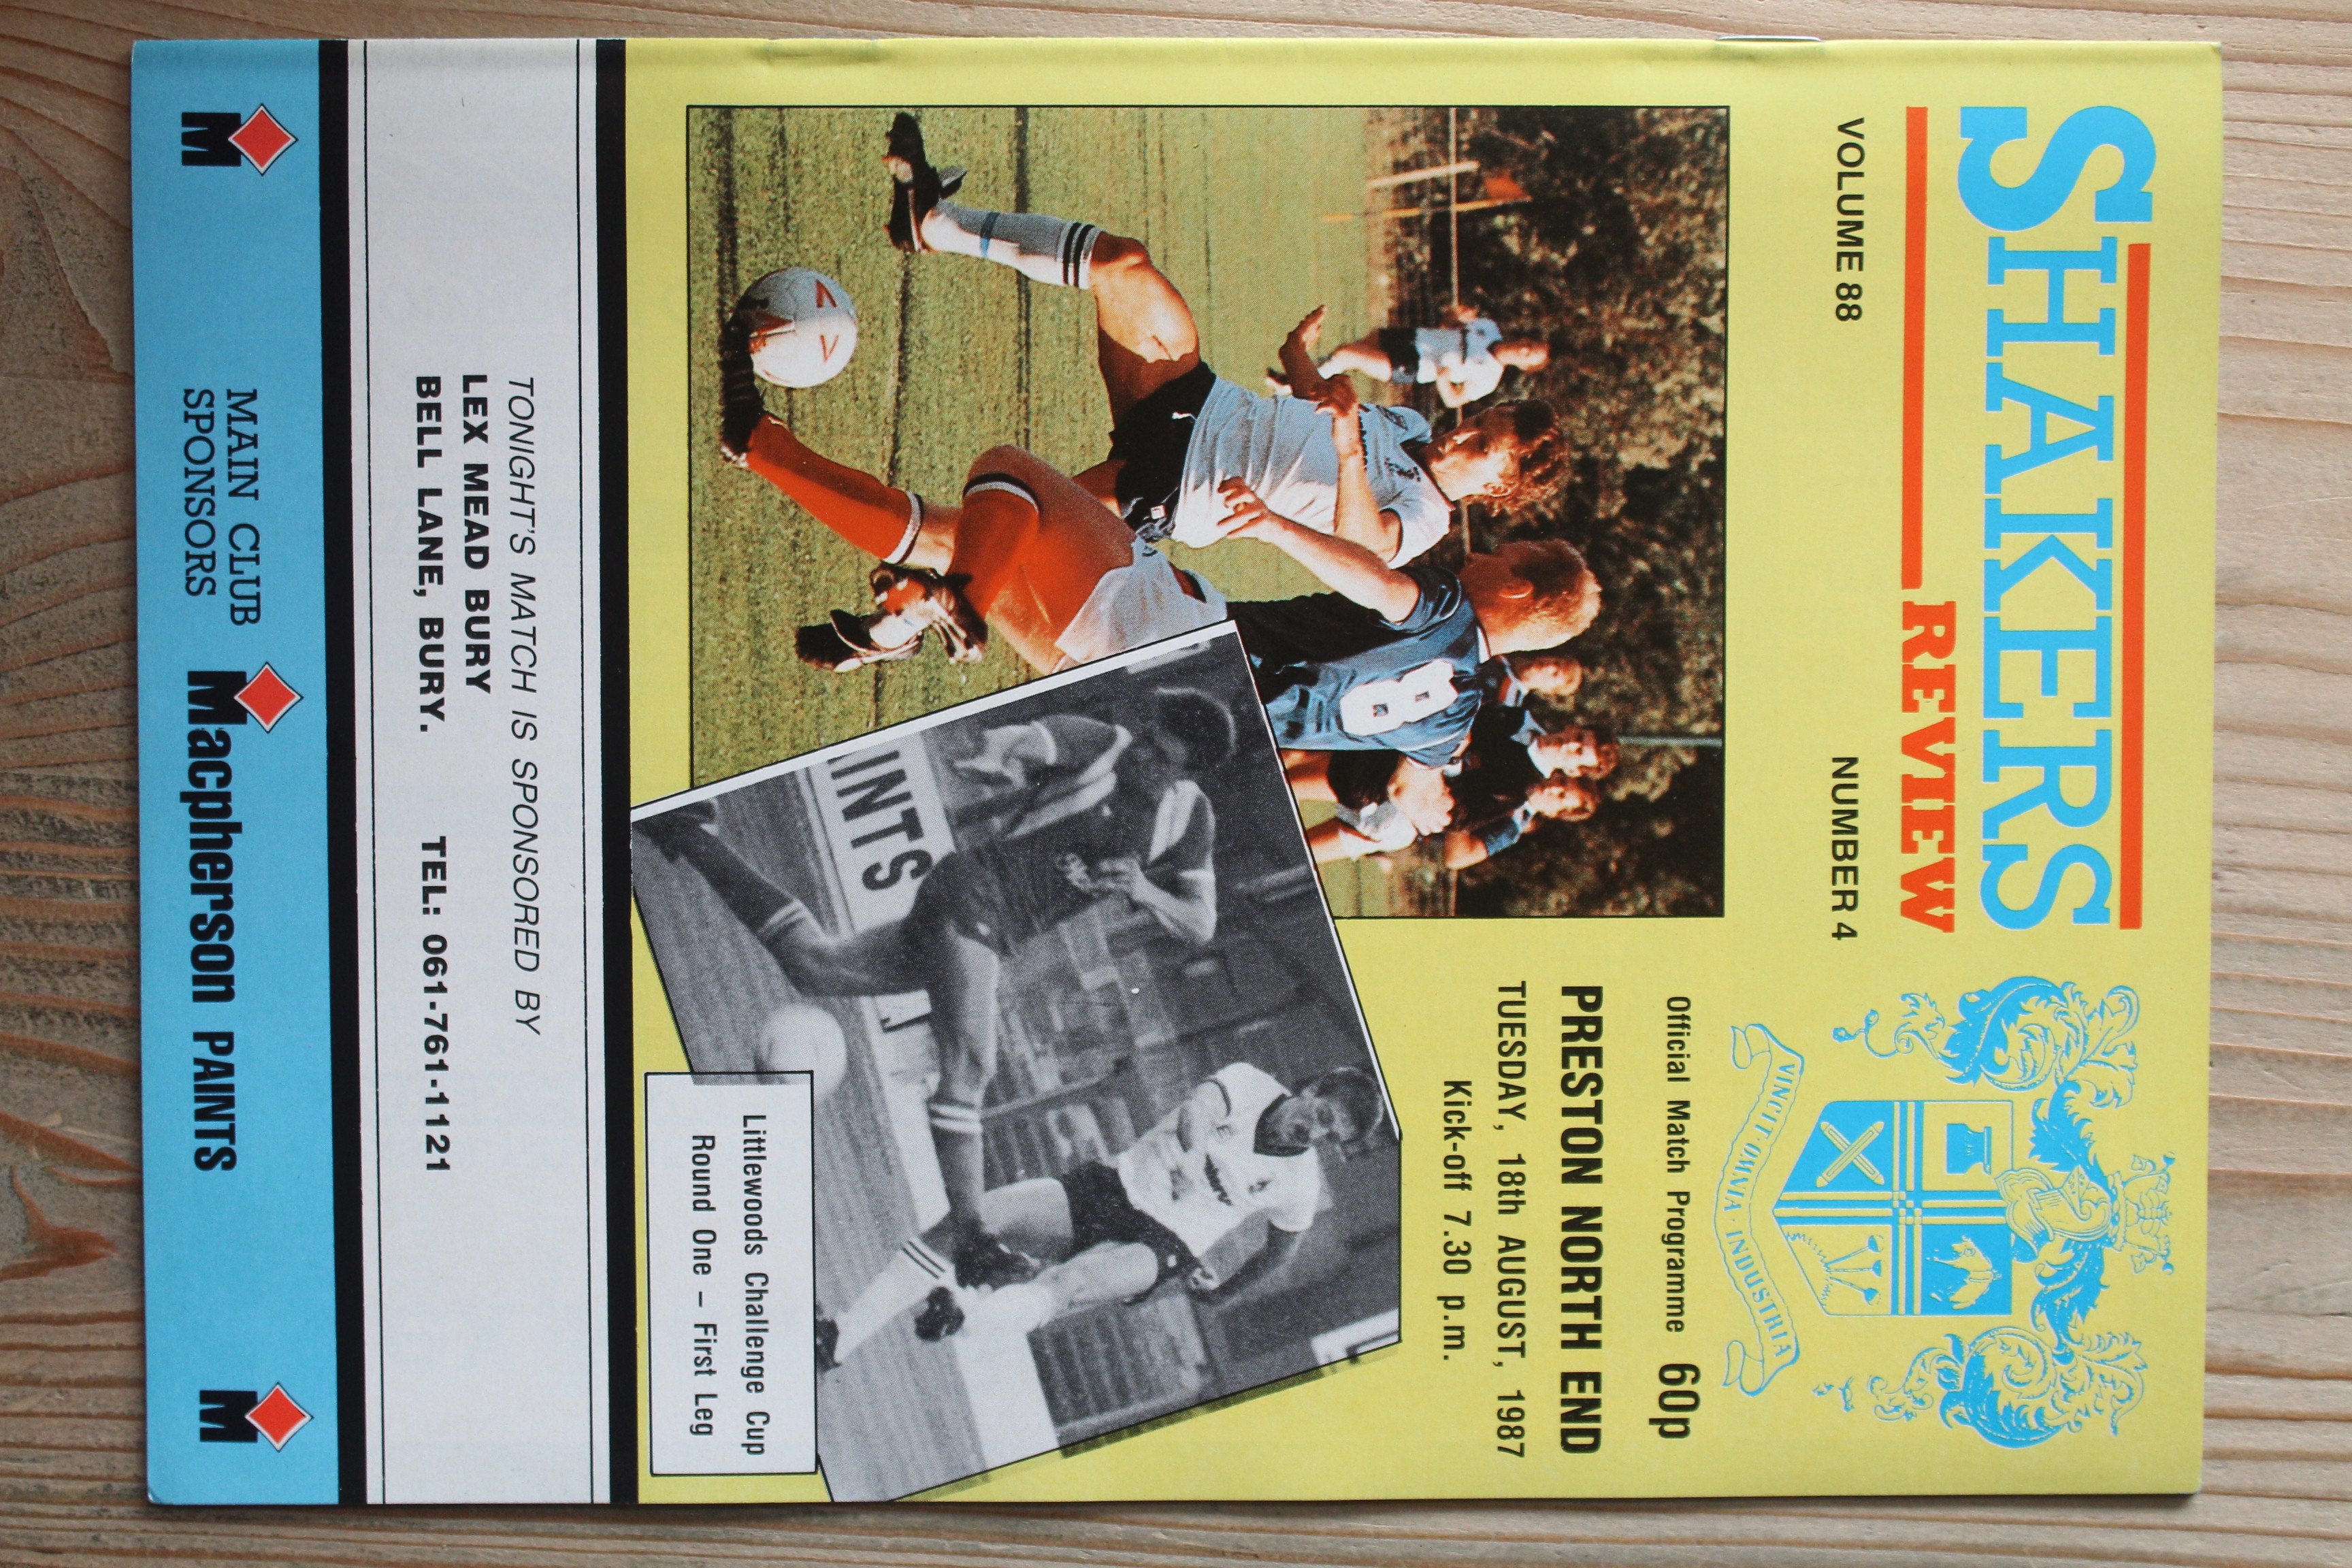 SHAKERS
REVIEW
VOLUME 88
NUMBER 4
VINCIT · OMNIA · INDUSTRIA
Official Match Programme 60p
PRESTON NORTH END
TUESDAY, 18th AUGUST, 1987
Kick-off 7.30 p.m.
8
INTS
Littlewoods Challenge Cup
Round One – First Leg
TONIGHT'S MATCH IS SPONSORED BY
LEX MEAD BURY
BELL LANE, BURY. TEL: 061-761-1121
M
MAIN CLUB
SPONSORS
Macpherson PAINTS
M